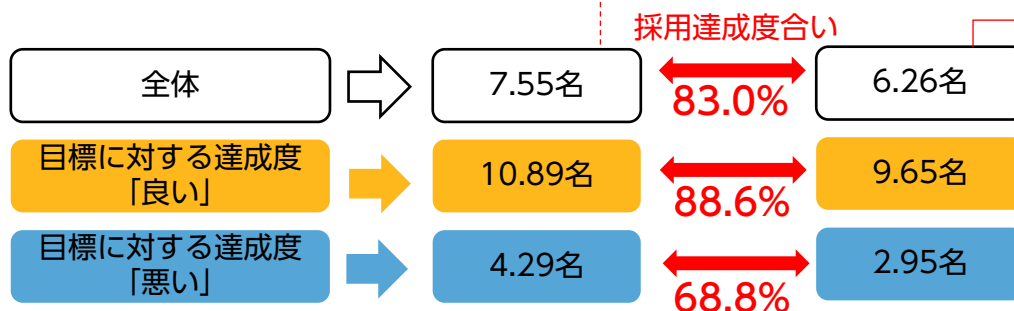 採用達成度合い
全体
7.55名
83.0%
6.26名
目標に対する達成度
「良い」
10.89名
88.6%
9.65名
目標に対する達成度
「悪い」
4.29名
68.8%
2.95名